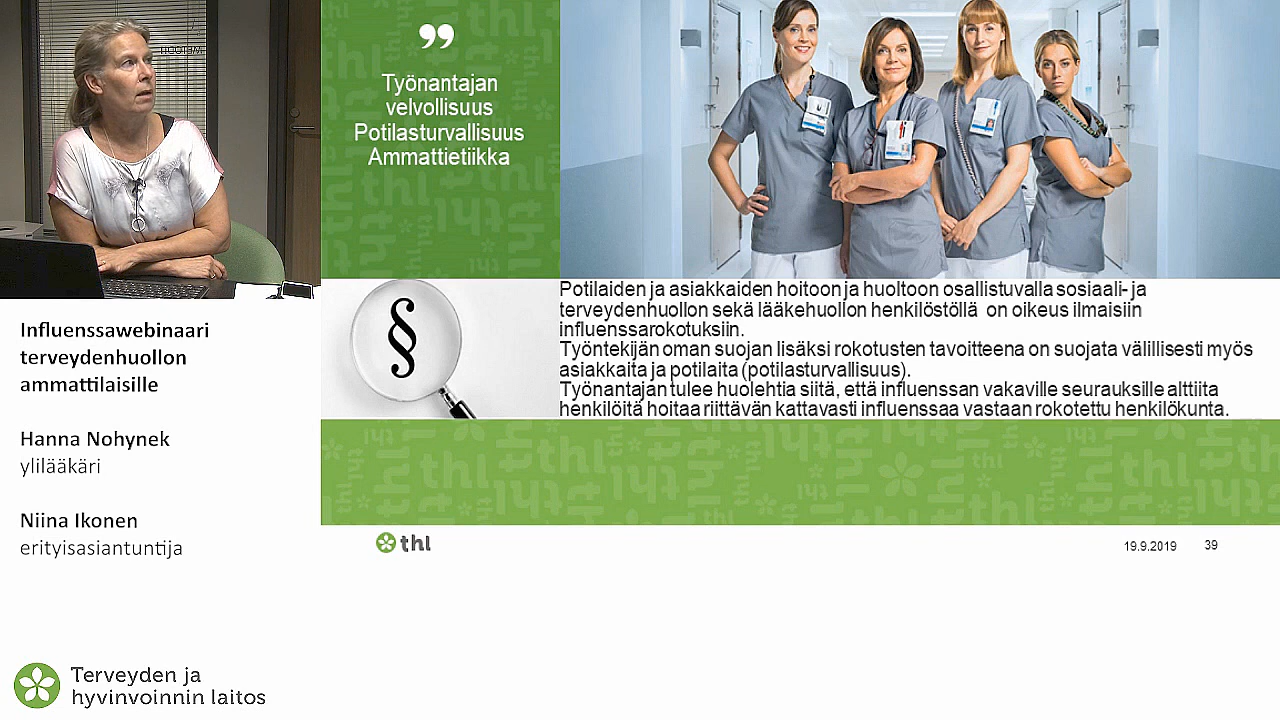 Työnantajan
velvollisuus
Potilasturvallisuus
Ammattietiikka
Potilaiden ja asiakkaiden hoitoon ja huoltoon osallistuvalla sosiaali- ja
terveydenhuollon sekä lääkehuollon henkilöstöllä on oikeus ilmaisiin
influenssarokotuksiin.
Työntekijän oman suojan lisäksi rokotusten tavoitteena on suojata välillisesti myös
asiakkaita ja potilaita (potilasturvallisuus).
Työnantajan tulee huolehtia siitä, että influenssan vakaville seurauksille alttiita
henkilöitä hoitaa riittävän kattavasti influenssaa vastaan rokotettu henkilökunta.
thl
19.9.2019 39
Influenssawebinaari
terveydenhuollon
ammattilaisille
Hanna Nohynek
ylilääkäri
Niina Ikonen
erityisasiantuntija
Terveyden ja
hyvinvoinnin laitos